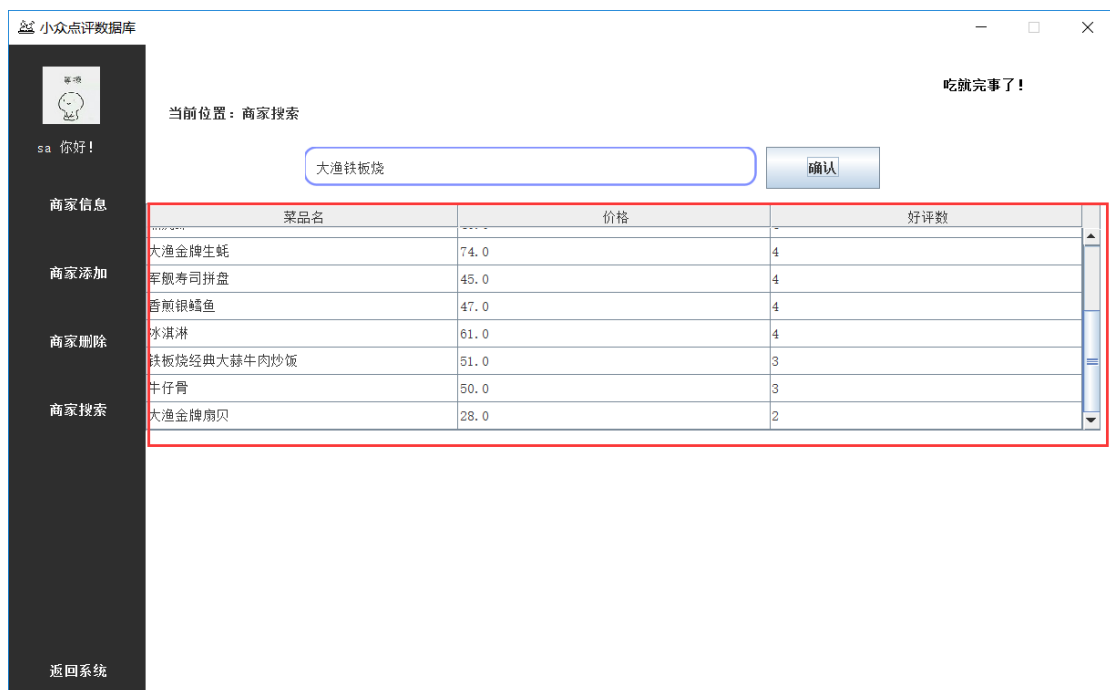 小众点评数据库
吃就完事了!
当前位置：商家搜索
sa 你好!
大渔铁板烧 确认
商家信息
商家添加
商家删除
商家搜索
返回系统
菜品名 价格 好评数
大渔金牌生蚝 74.0 4
军舰寿司拼盘 45.0 4
香煎银鳕鱼 47.0 4
冰淇淋 61.0 4
铁板烧经典大蒜牛肉炒饭 51.0 3
牛仔骨 50.0 3
大渔金牌扇贝 28.0 2